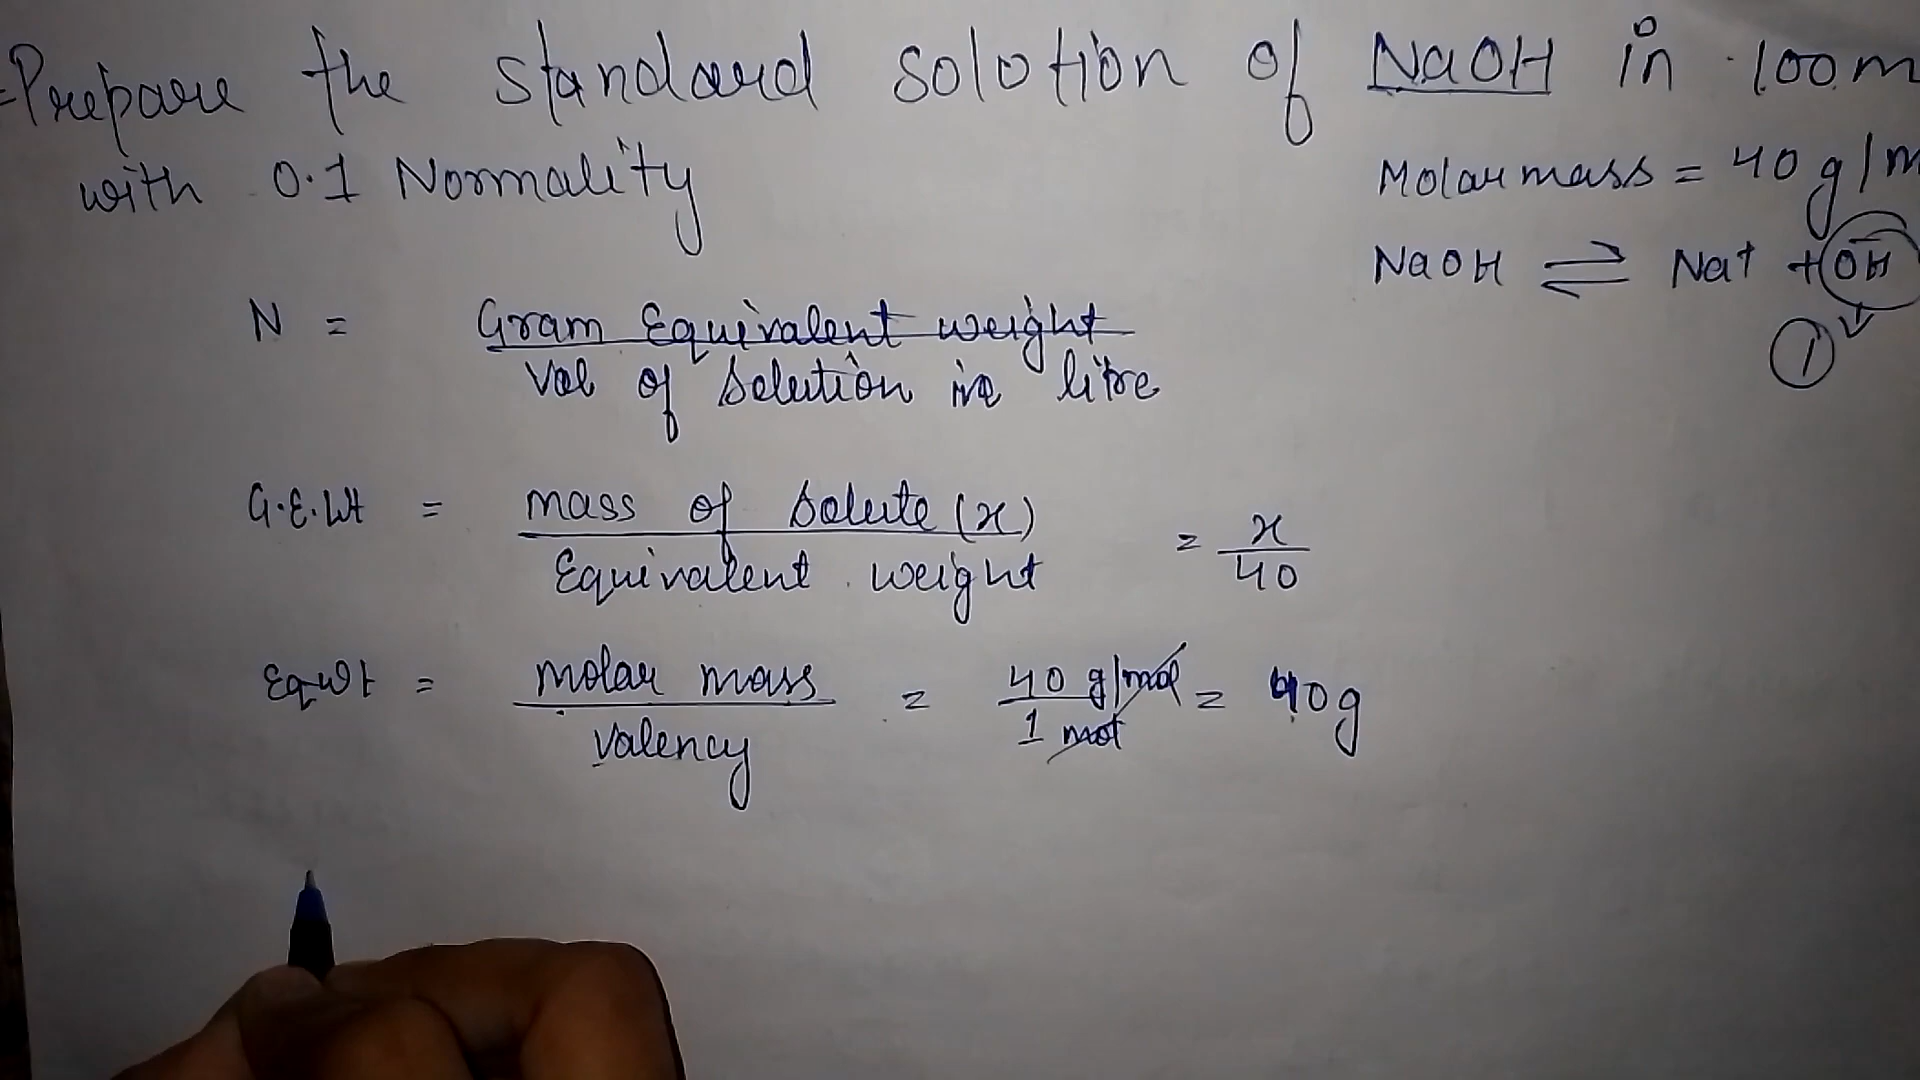 Prepare the standard solution of NaOH in 100m
with 0.1 Normality
Molar mass = 40 g/m
NaOH ⇌ Na+ + OH-
1
N = Gram Equivalent weight
Vol of solution in litre
G.E.Wt = mass of solute (x) = x
Equivalent weight 40
Eq wt = molar mass = 40 g/mol = 40g
valency 1 mol